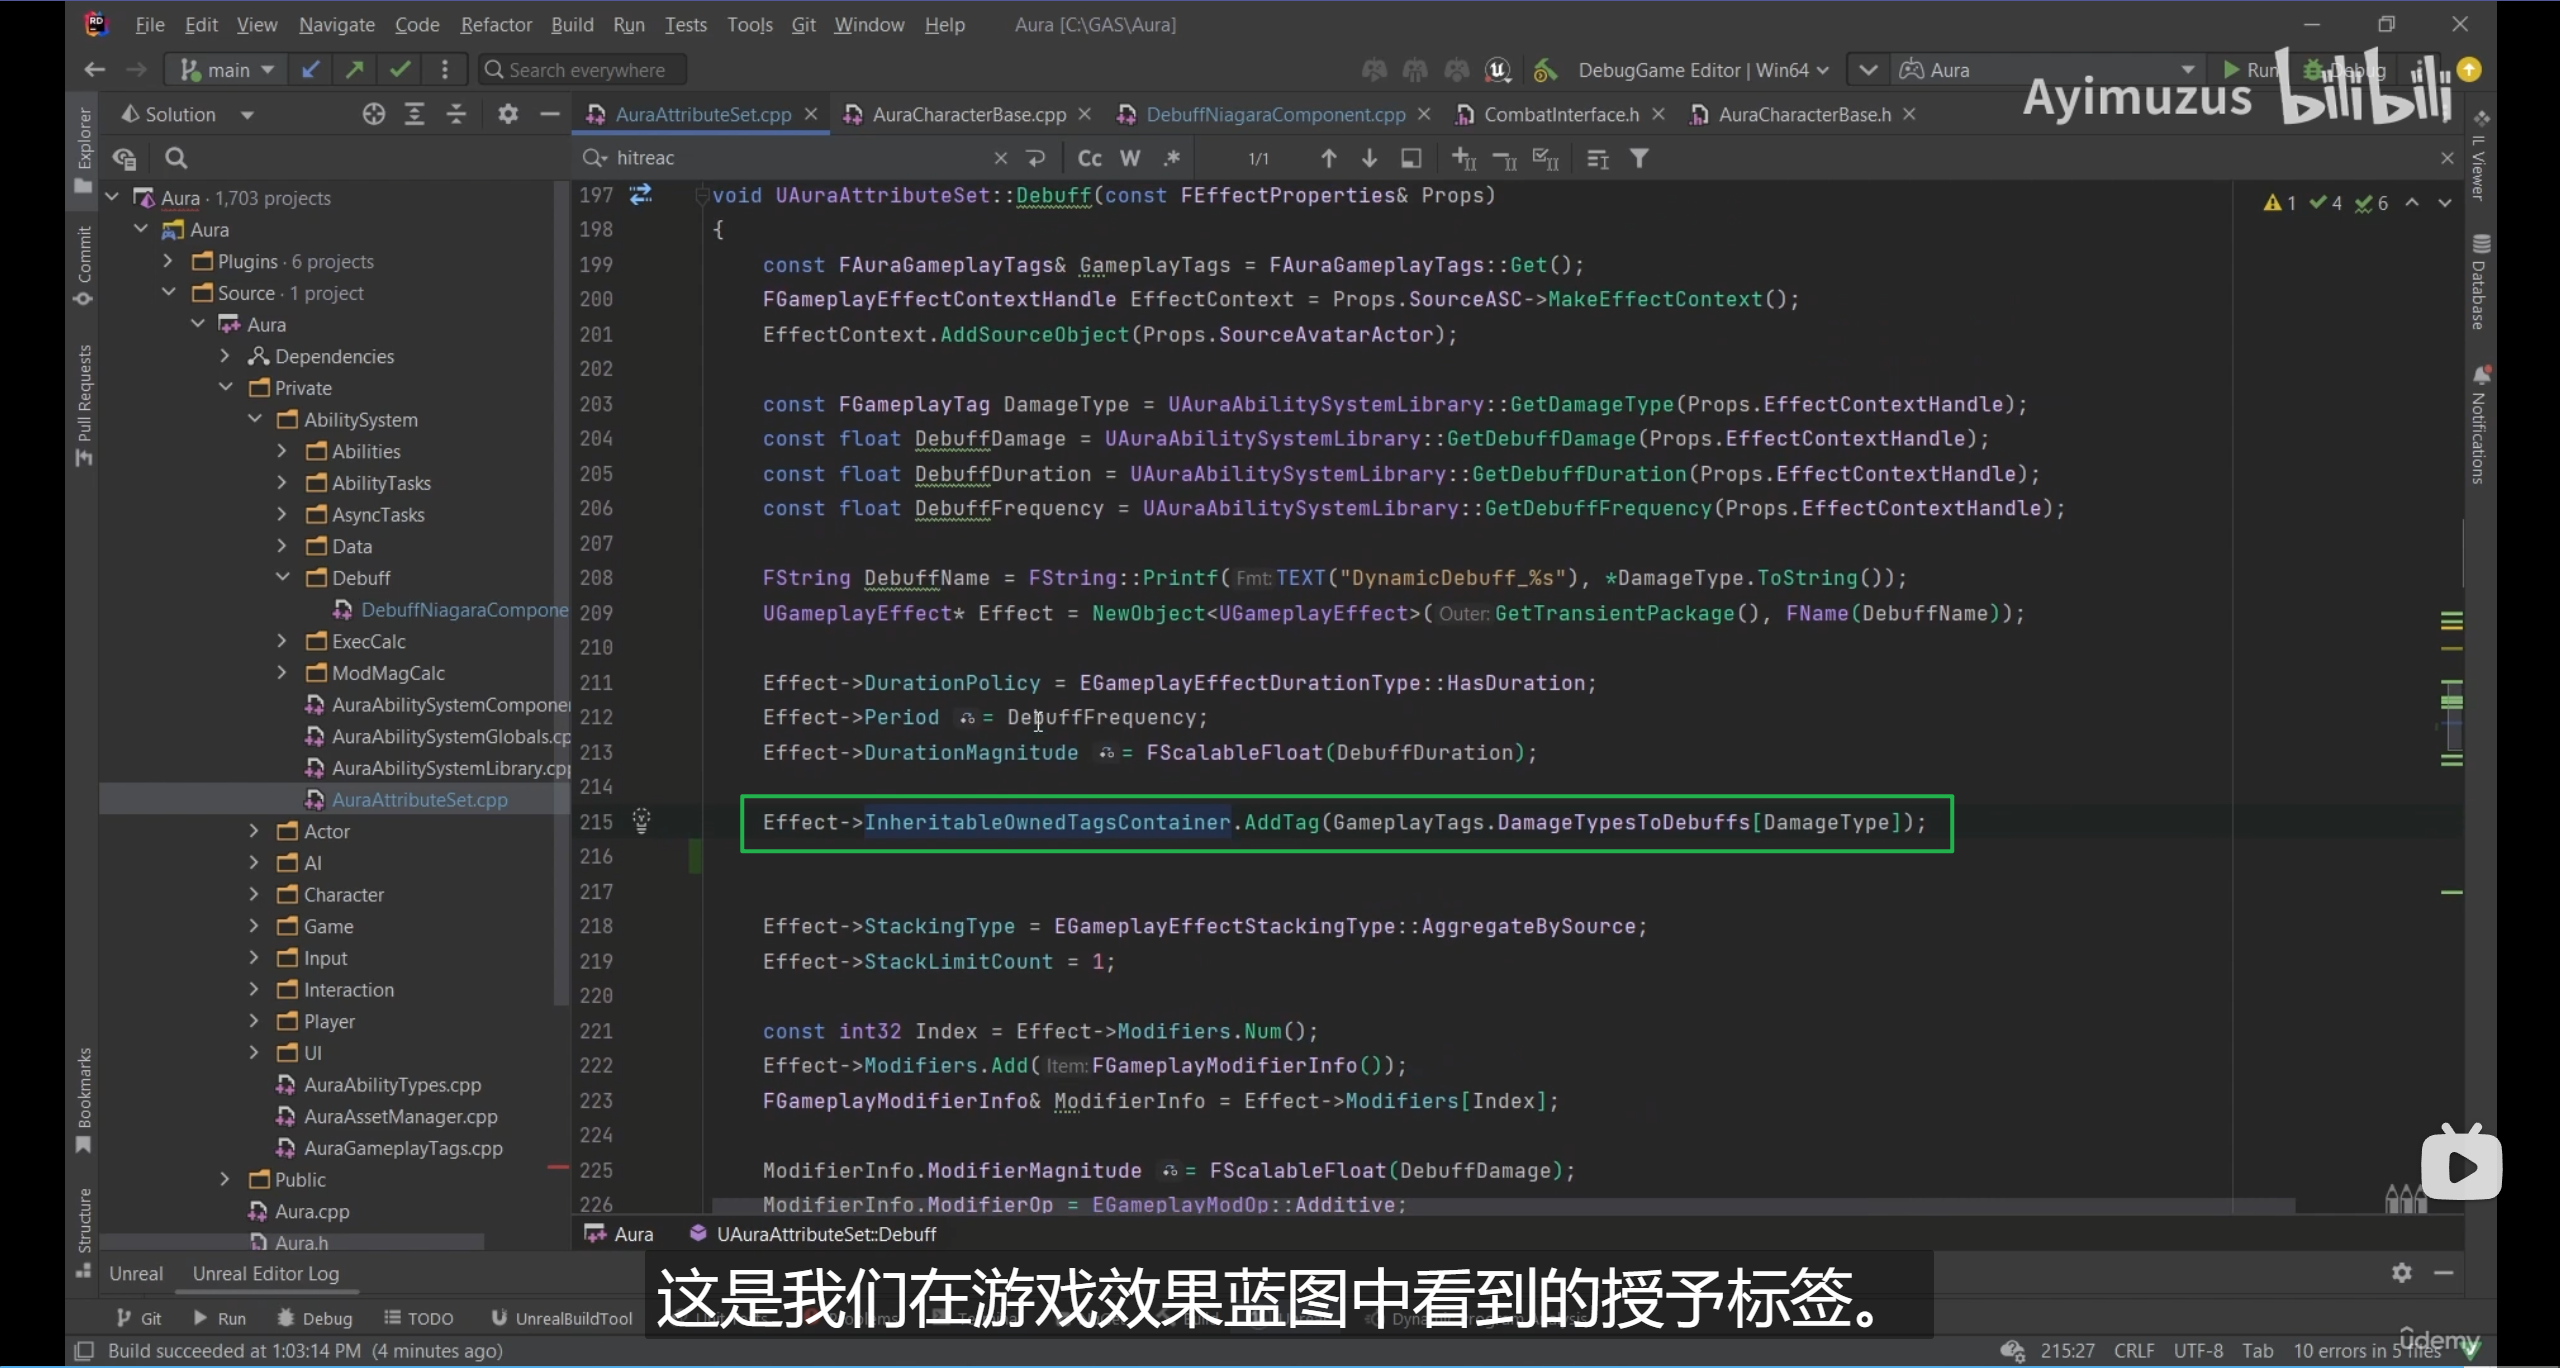 File Edit View Navigate Code Refactor Build Run Tests Tools Git Window Help Aura [C:\GAS\Aura]
main Search everywhere DebugGame Editor | Win64 Aura Run Debug
Ayimuzus bilibili
Solution AuraAttributeSet.cpp AuraCharacterBase.cpp DebuffNiagaraComponent.cpp CombatInterface.h AuraCharacterBase.h
hitreac Cc W .* 1/1
Explorer
Commit
Pull Requests
Bookmarks
Structure
Aura · 1,703 projects
Aura
Plugins · 6 projects
Source · 1 project
Aura
Dependencies
Private
AbilitySystem
Abilities
AbilityTasks
AsyncTasks
Data
Debuff
DebuffNiagaraCompone
ExecCalc
ModMagCalc
AuraAbilitySystemCompone
AuraAbilitySystemGlobals.cp
AuraAbilitySystemLibrary.cp
AuraAttributeSet.cpp
Actor
AI
Character
Game
Input
Interaction
Player
UI
AuraAbilityTypes.cpp
AuraAssetManager.cpp
AuraGameplayTags.cpp
Public
Aura.cpp
Aura.h
197 void UAuraAttributeSet::Debuff(const FEffectProperties& Props)
198 {
199 const FAuraGameplayTags& GameplayTags = FAuraGameplayTags::Get();
200 FGameplayEffectContextHandle EffectContext = Props.SourceASC->MakeEffectContext();
201 EffectContext.AddSourceObject(Props.SourceAvatarActor);
202
203 const FGameplayTag DamageType = UAuraAbilitySystemLibrary::GetDamageType(Props.EffectContextHandle);
204 const float DebuffDamage = UAuraAbilitySystemLibrary::GetDebuffDamage(Props.EffectContextHandle);
205 const float DebuffDuration = UAuraAbilitySystemLibrary::GetDebuffDuration(Props.EffectContextHandle);
206 const float DebuffFrequency = UAuraAbilitySystemLibrary::GetDebuffFrequency(Props.EffectContextHandle);
207
208 FString DebuffName = FString::Printf(Fmt:TEXT("DynamicDebuff_%s"), *DamageType.ToString());
209 UGameplayEffect* Effect = NewObject<UGameplayEffect>(Outer:GetTransientPackage(), FName(DebuffName));
210
211 Effect->DurationPolicy = EGameplayEffectDurationType::HasDuration;
212 Effect->Period = DebuffFrequency;
213 Effect->DurationMagnitude = FScalableFloat(DebuffDuration);
214
215 Effect->InheritableOwnedTagsContainer.AddTag(GameplayTags.DamageTypesToDebuffs[DamageType]);
216
217
218 Effect->StackingType = EGameplayEffectStackingType::AggregateBySource;
219 Effect->StackLimitCount = 1;
220
221 const int32 Index = Effect->Modifiers.Num();
222 Effect->Modifiers.Add(Item:FGameplayModifierInfo());
223 FGameplayModifierInfo& ModifierInfo = Effect->Modifiers[Index];
224
225 ModifierInfo.ModifierMagnitude = FScalableFloat(DebuffDamage);
226 ModifierInfo.ModifierOp = EGameplayModOp::Additive;
1 4 6
IL Viewer
Database
Notifications
Aura UAuraAttributeSet::Debuff
Unreal Unreal Editor Log
这是我们在游戏效果蓝图中看到的授予标签。
Git Run Debug TODO UnrealBuildTool
Build succeeded at 1:03:14 PM (4 minutes ago) 215:27 CRLF UTF-8 Tab 10 errors in 5 files
udemy